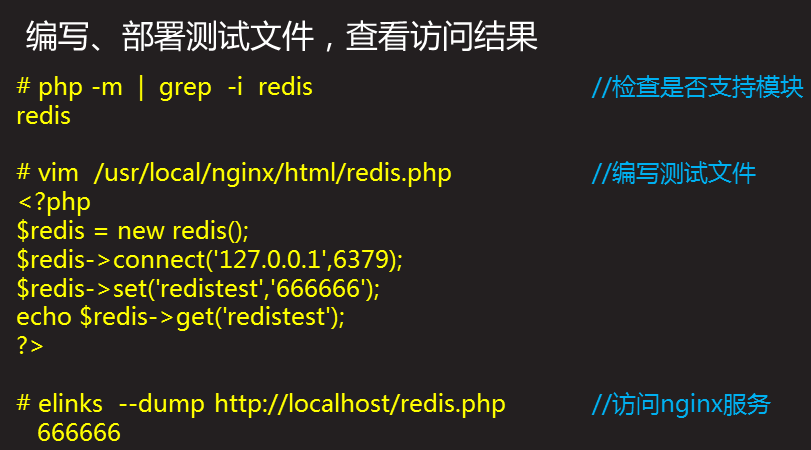 编写、部署测试文件，查看访问结果
# php -m | grep -i redis //检查是否支持模块
redis
# vim /usr/local/nginx/html/redis.php //编写测试文件
<?php
$redis = new redis();
$redis->connect('127.0.0.1',6379);
$redis->set('redistest','666666');
echo $redis->get('redistest');
?>
# elinks --dump http://localhost/redis.php //访问nginx服务
666666